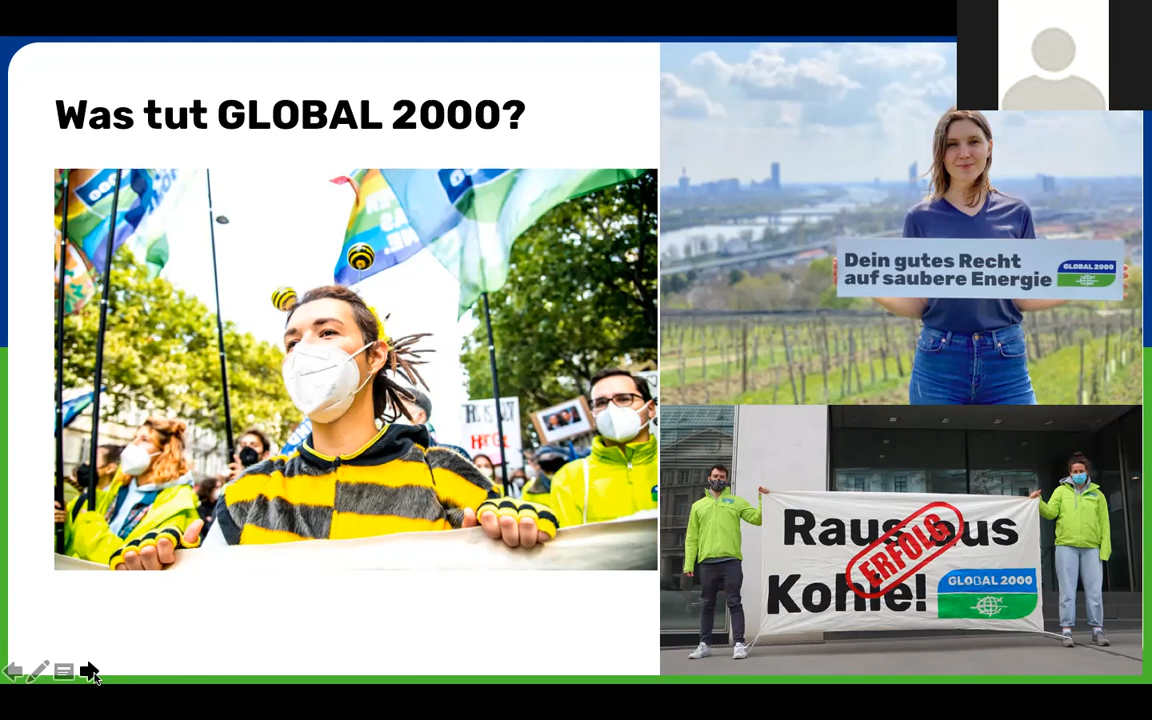 Was tut GLOBAL 2000?
Dein gutes Recht
auf saubere Energie
GLOBAL 2000
Raus aus
ERFOLG
Kohle!
GLOBAL 2000